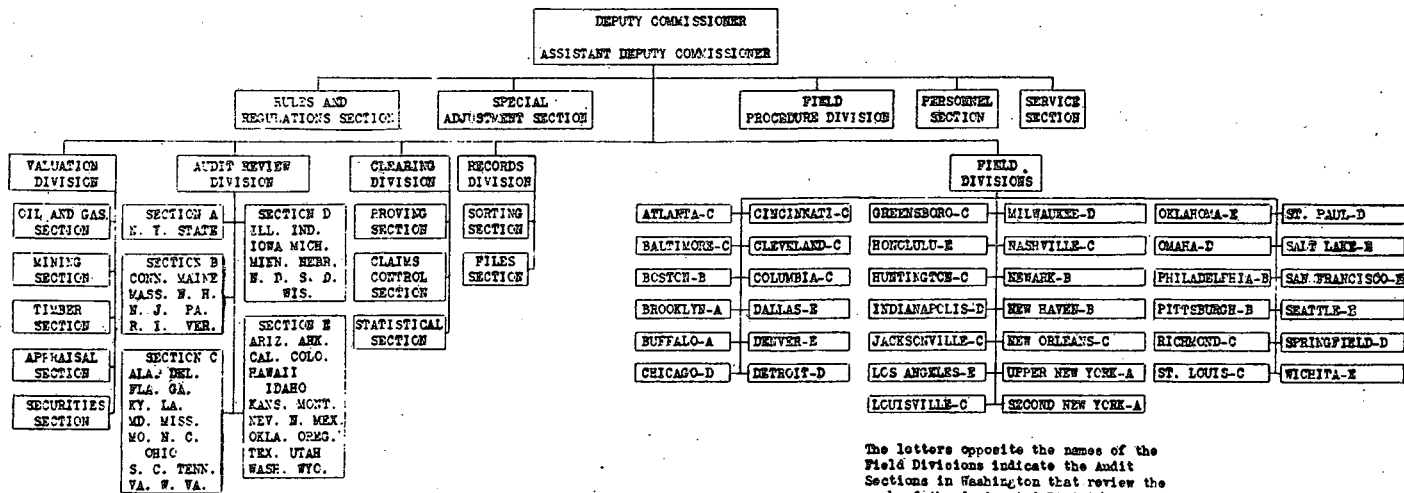 DEPUTY COMMISSIONER
ASSISTANT DEPUTY COMMISSIONER
RULES AND
REGULATIONS SECTION
SPECIAL
ADJUSTMENT SECTION
FIELD
PROCEDURE DIVISION
PERSONNEL
SECTION
SERVICE
SECTION
VALUATION
DIVISION
OIL AND GAS
SECTION
MINING
SECTION
TIMBER
SECTION
APPRAISAL
SECTION
SECURITIES
SECTION
AUDIT REVIEW
DIVISION
SECTION A
N. Y. STATE
SECTION B
CONN. MAINE
MASS. N. H.
N. J. PA.
R. I. VER.
SECTION C
ALA. DEL.
FLA. GA.
KY. LA.
MD. MISS.
MO. N. C.
OHIO
S. C. TENN.
VA. W. VA.
SECTION D
ILL. IND.
IOWA MICH.
MINN. NEBR.
N. D. S. D.
WIS.
SECTION E
ARIZ. ARK.
CAL. COLO.
HAWAII
IDAHO
KANS. MONT.
NEV. N. MEX.
OKLA. OREG.
TEX. UTAH
WASH. WYO.
CLEARING
DIVISION
PROVING
SECTION
CLAIMS
CONTROL
SECTION
STATISTICAL
SECTION
RECORDS
DIVISION
SORTING
SECTION
FILES
SECTION
FIELD
DIVISIONS
ATLANTA-C
BALTIMORE-C
BOSTON-B
BROOKLYN-A
BUFFALO-A
CHICAGO-D
CINCINNATI-C
CLEVELAND-C
COLUMBIA-C
DALLAS-E
DENVER-E
DETROIT-D
GREENSBORO-C
HONOLULU-E
HUNTINGTON-C
INDIANAPOLIS-D
JACKSONVILLE-C
LOS ANGELES-E
LOUISVILLE-C
MILWAUKEE-D
NASHVILLE-C
NEWARK-B
NEW HAVEN-B
NEW ORLEANS-C
UPPER NEW YORK-A
SECOND NEW YORK-A
OKLAHOMA-E
OMAHA-D
PHILADELPHIA-B
PITTSBURGH-B
RICHMOND-C
ST. LOUIS-C
ST. PAUL-D
SALT LAKE-E
SAN FRANCISCO-E
SEATTLE-E
SPRINGFIELD-D
WICHITA-E
The letters opposite the names of the
Field Divisions indicate the Audit
Sections in Washington that review the